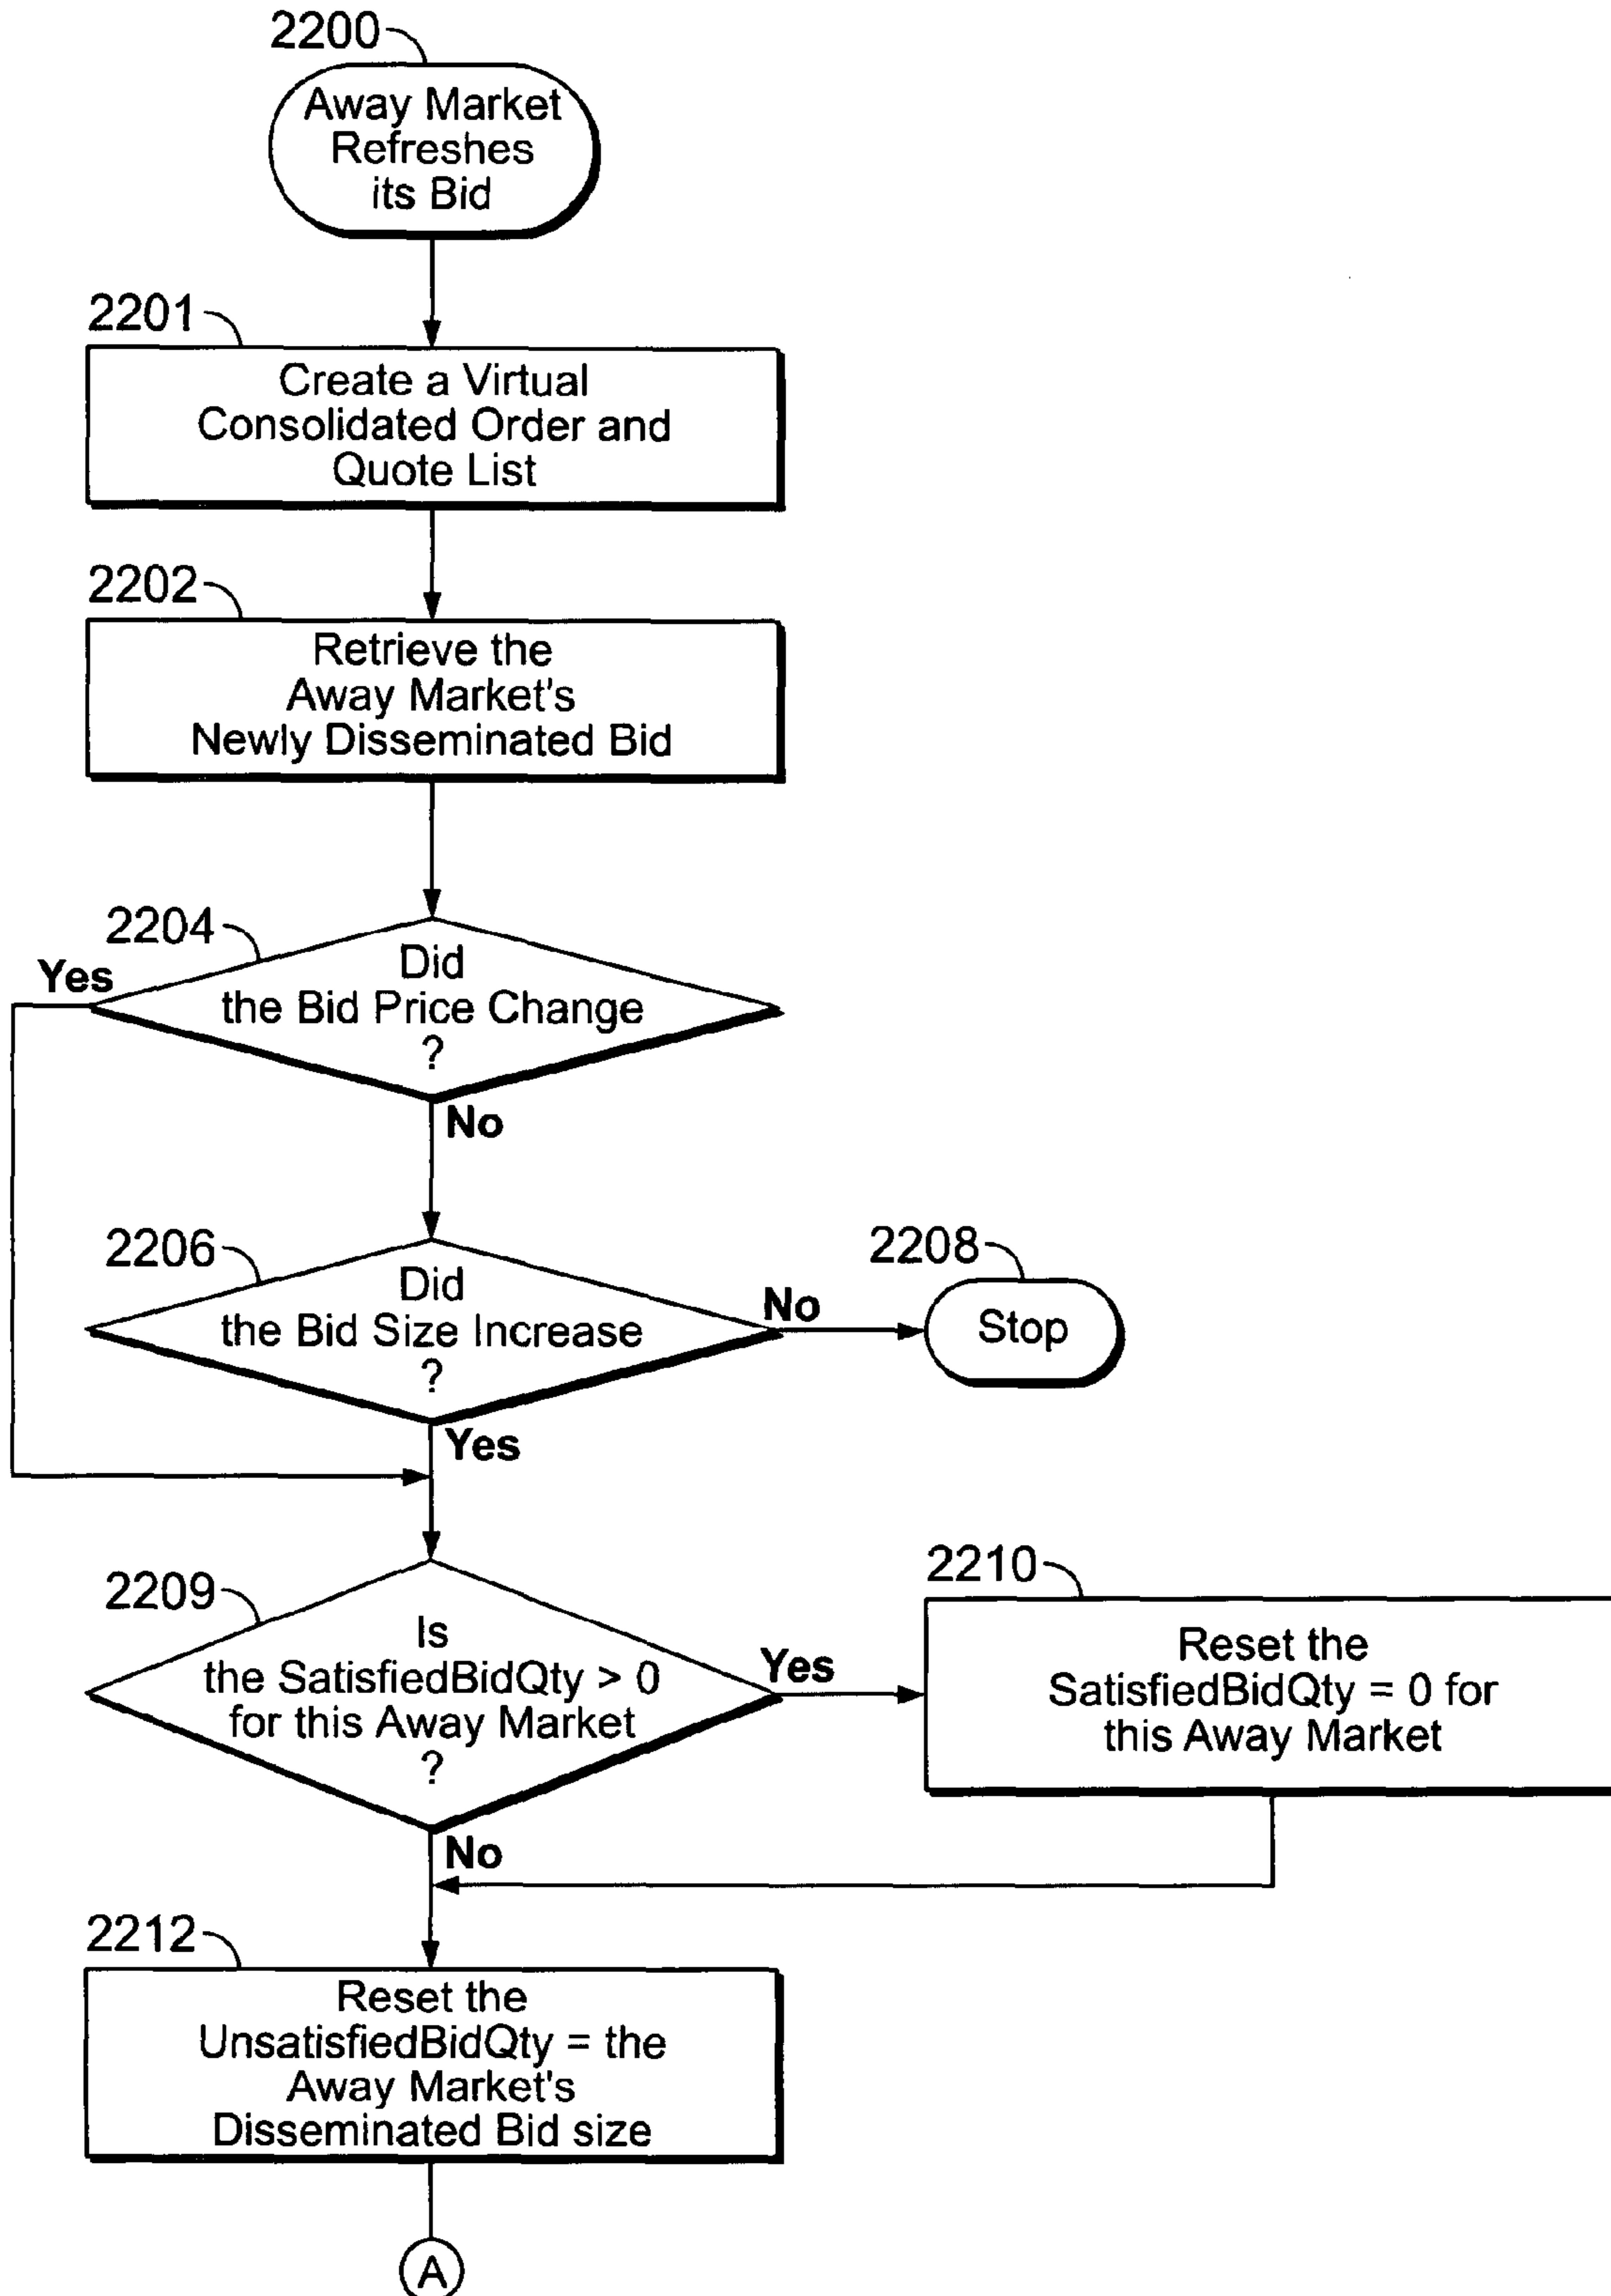 2200
Away Market
Refreshes
its Bid
2201
Create a Virtual
Consolidated Order and
Quote List
2202
Retrieve the
Away Market's
Newly Disseminated Bid
2204
Yes
Did
the Bid Price Change
?
No
2206
Did
the Bid Size Increase
?
No
2208
Stop
Yes
2209
Is
the SatisfiedBidQty > 0
for this Away Market
?
Yes
2210
Reset the
SatisfiedBidQty = 0 for
this Away Market
No
2212
Reset the
UnsatisfiedBidQty = the
Away Market's
Disseminated Bid size
A